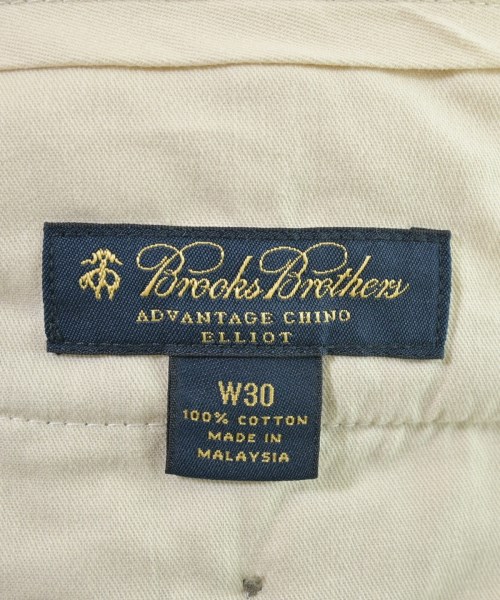 Brooks Brothers
ADVANTAGE CHINO
ELLIOT
W30
100% COTTON
MADE IN
MALAYSIA